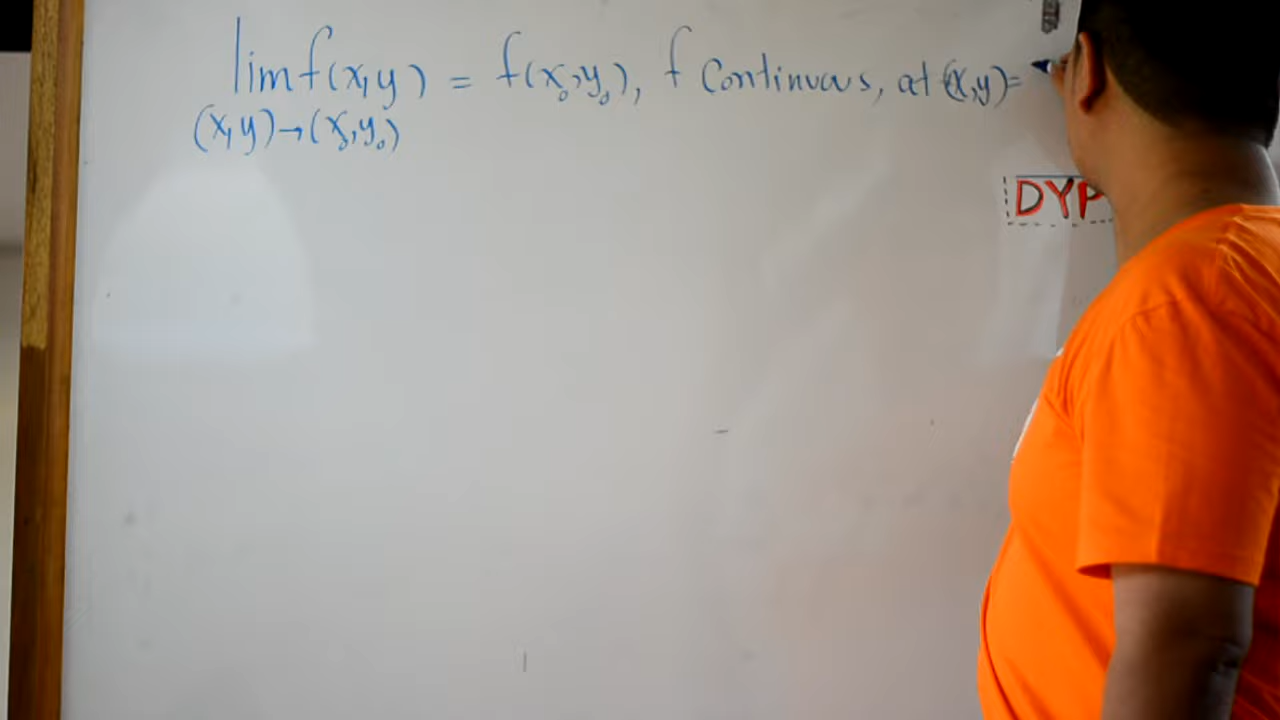 lim f(x,y) = f(x₀,y₀), f Continuous, at (x,y)=
(x,y)→(x₀,y₀)
DYP